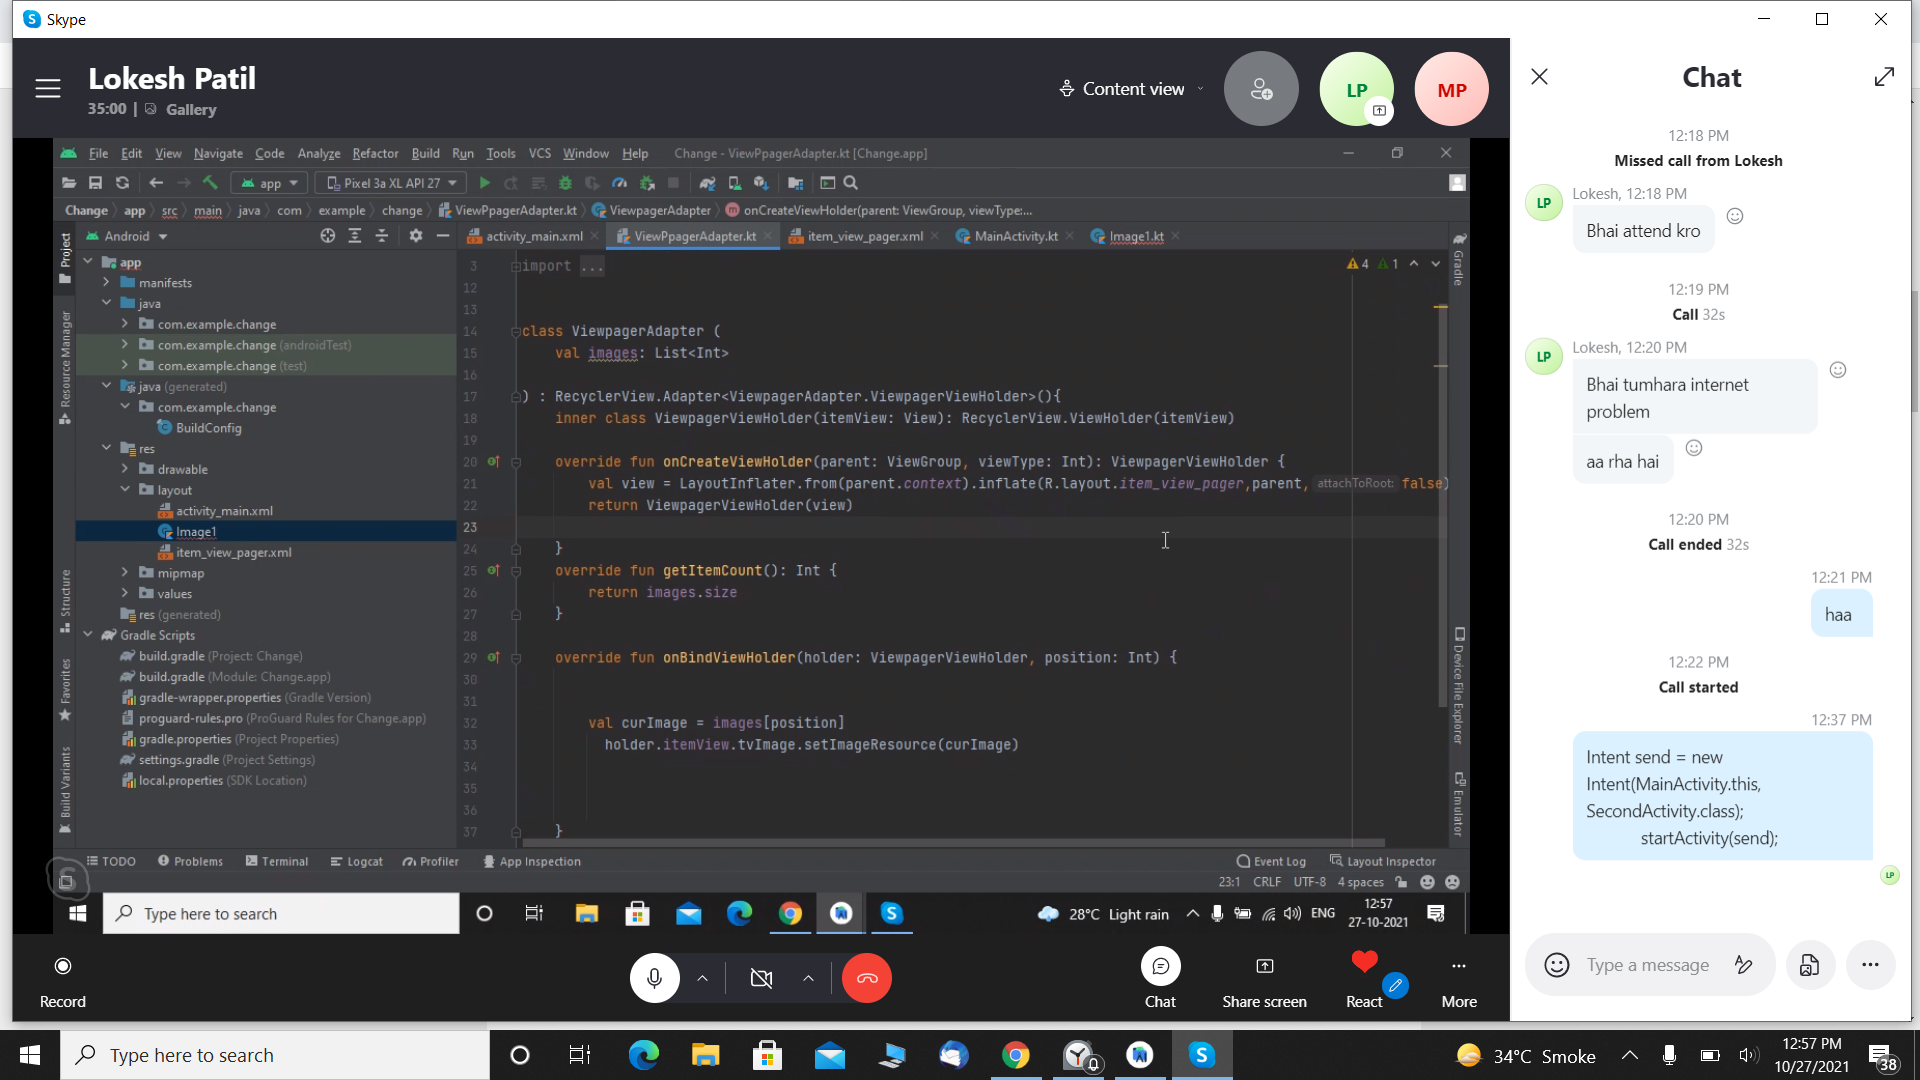 Skype
Lokesh Patil
35:00 | Gallery
Content view
LP
MP
File Edit View Navigate Code Analyze Refactor Build Run Tools VCS Window Help Change - ViewPpagerAdapter.kt [Change.app]
app Pixel 3a XL API 27
Change app src main java com example change ViewPpagerAdapter.kt ViewpagerAdapter onCreateViewHolder(parent: ViewGroup, viewType:...
Android
activity_main.xml ViewPpagerAdapter.kt item_view_pager.xml MainActivity.kt Image1.kt
Project
Resource Manager
Structure
Favorites
Build Variants
Gradle
Device File Explorer
Emulator
app
manifests
java
com.example.change
com.example.change (androidTest)
com.example.change (test)
java (generated)
com.example.change
BuildConfig
res
drawable
layout
activity_main.xml
Image1
item_view_pager.xml
mipmap
values
res (generated)
Gradle Scripts
build.gradle (Project: Change)
build.gradle (Module: Change.app)
gradle-wrapper.properties (Gradle Version)
proguard-rules.pro (ProGuard Rules for Change.app)
gradle.properties (Project Properties)
settings.gradle (Project Settings)
local.properties (SDK Location)
4 1
3 import ...
12
13
14 class ViewpagerAdapter (
15 val images: List<Int>
16
17 ) : RecyclerView.Adapter<ViewpagerAdapter.ViewpagerViewHolder>(){
18 inner class ViewpagerViewHolder(itemView: View): RecyclerView.ViewHolder(itemView)
19
20 override fun onCreateViewHolder(parent: ViewGroup, viewType: Int): ViewpagerViewHolder {
21 val view = LayoutInflater.from(parent.context).inflate(R.layout.item_view_pager,parent, attachToRoot: false)
22 return ViewpagerViewHolder(view)
23
24 }
25 override fun getItemCount(): Int {
26 return images.size
27 }
28
29 override fun onBindViewHolder(holder: ViewpagerViewHolder, position: Int) {
30
31
32 val curImage = images[position]
33 holder.itemView.tvImage.setImageResource(curImage)
34
35
36
37 }
TODO Problems Terminal Logcat Profiler App Inspection Event Log Layout Inspector
23:1 CRLF UTF-8 4 spaces
Type here to search
28°C Light rain
ENG
12:57
27-10-2021
Record
Chat
Share screen
React
More
Chat
12:18 PM
Missed call from Lokesh
LP
Lokesh, 12:18 PM
Bhai attend kro
12:19 PM
Call 32s
LP
Lokesh, 12:20 PM
Bhai tumhara internet
problem
aa rha hai
12:20 PM
Call ended 32s
12:21 PM
haa
12:22 PM
Call started
12:37 PM
Intent send = new
Intent(MainActivity.this,
SecondActivity.class);
startActivity(send);
LP
Type a message
Type here to search
34°C Smoke
12:57 PM
10/27/2021
38